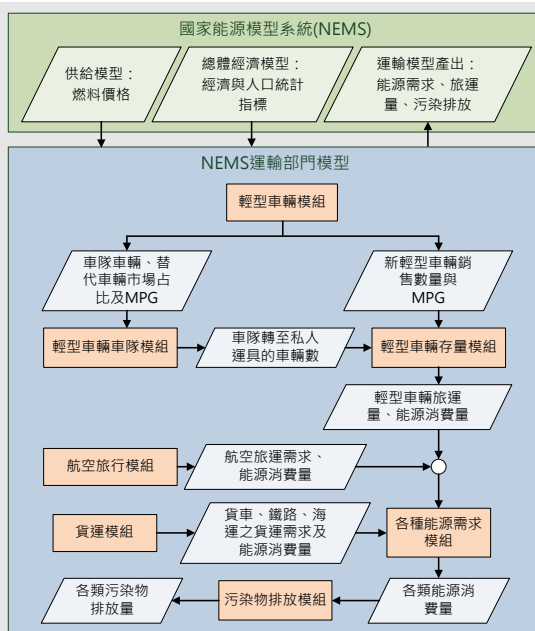 國家能源模型系統(NEMS)
供給模型：
燃料價格
總體經濟模型：
經濟與人口統計
指標
運輸模型產出：
能源需求、旅運
量、污染排放
NEMS運輸部門模型
輕型車輛模組
車隊車輛、替
代車輛市場占
比及MPG
新輕型車輛銷
售數量與
MPG
輕型車輛車隊模組
車隊轉至私人
運具的車輛數
輕型車輛存量模組
輕型車輛旅運
量、能源消費量
航空旅行模組
航空旅運需求、
能源消費量
貨運模組
貨車、鐵路、海
運之貨運需求及
能源消費量
各種能源需求
模組
各類污染物
排放量
污染物排放模組
各類能源消
費量